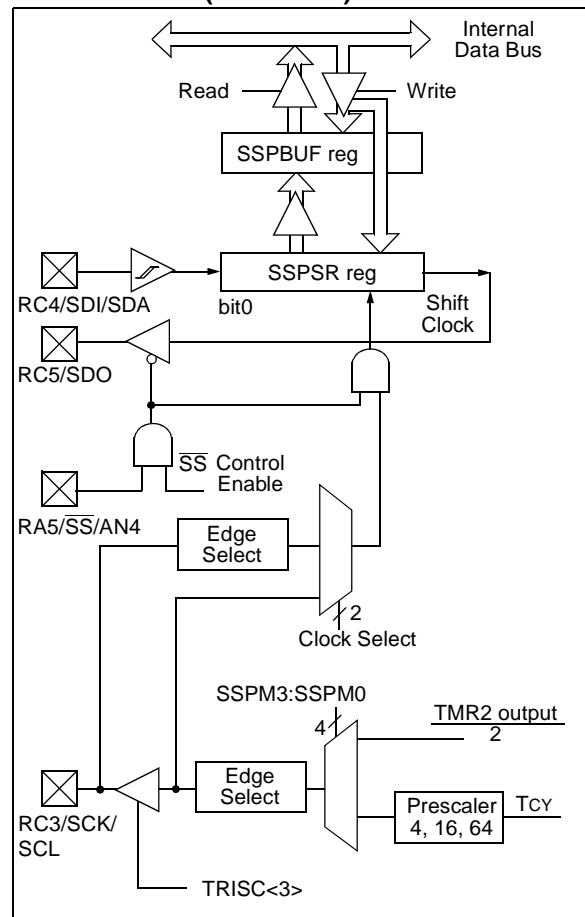 Internal
Data Bus
Read
Write
SSPBUF reg
SSPSR reg
RC4/SDI/SDA
bit0
Shift
Clock
RC5/SDO
SS Control
Enable
RA5/SS/AN4
Edge
Select
2
Clock Select
SSPM3:SSPM0
4
TMR2 output
2
Edge
Select
Prescaler
4, 16, 64
TCY
RC3/SCK/
SCL
TRISC<3>